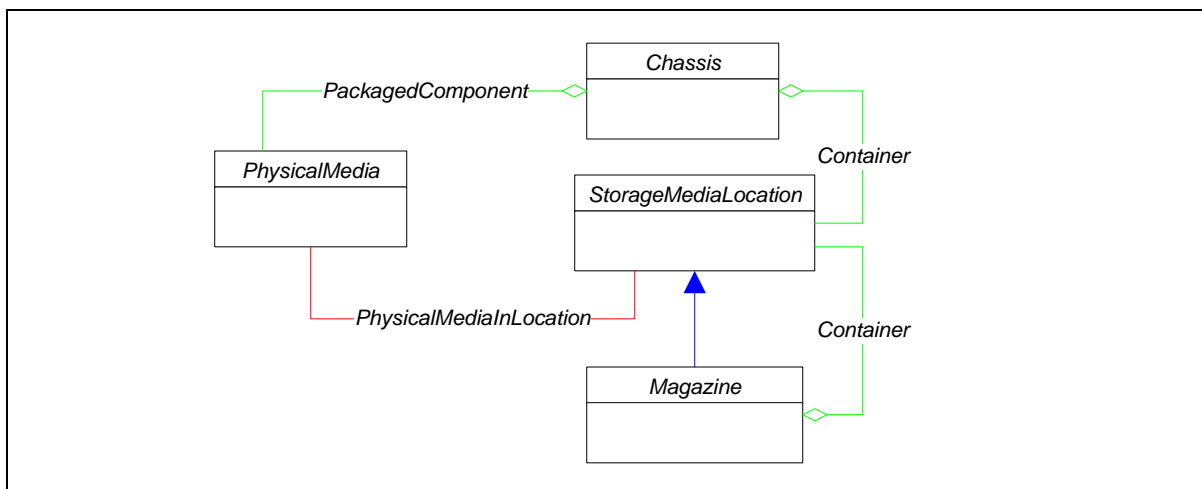 Chassis
PackagedComponent
Container
PhysicalMedia
StorageMediaLocation
PhysicalMediaInLocation
Container
Magazine